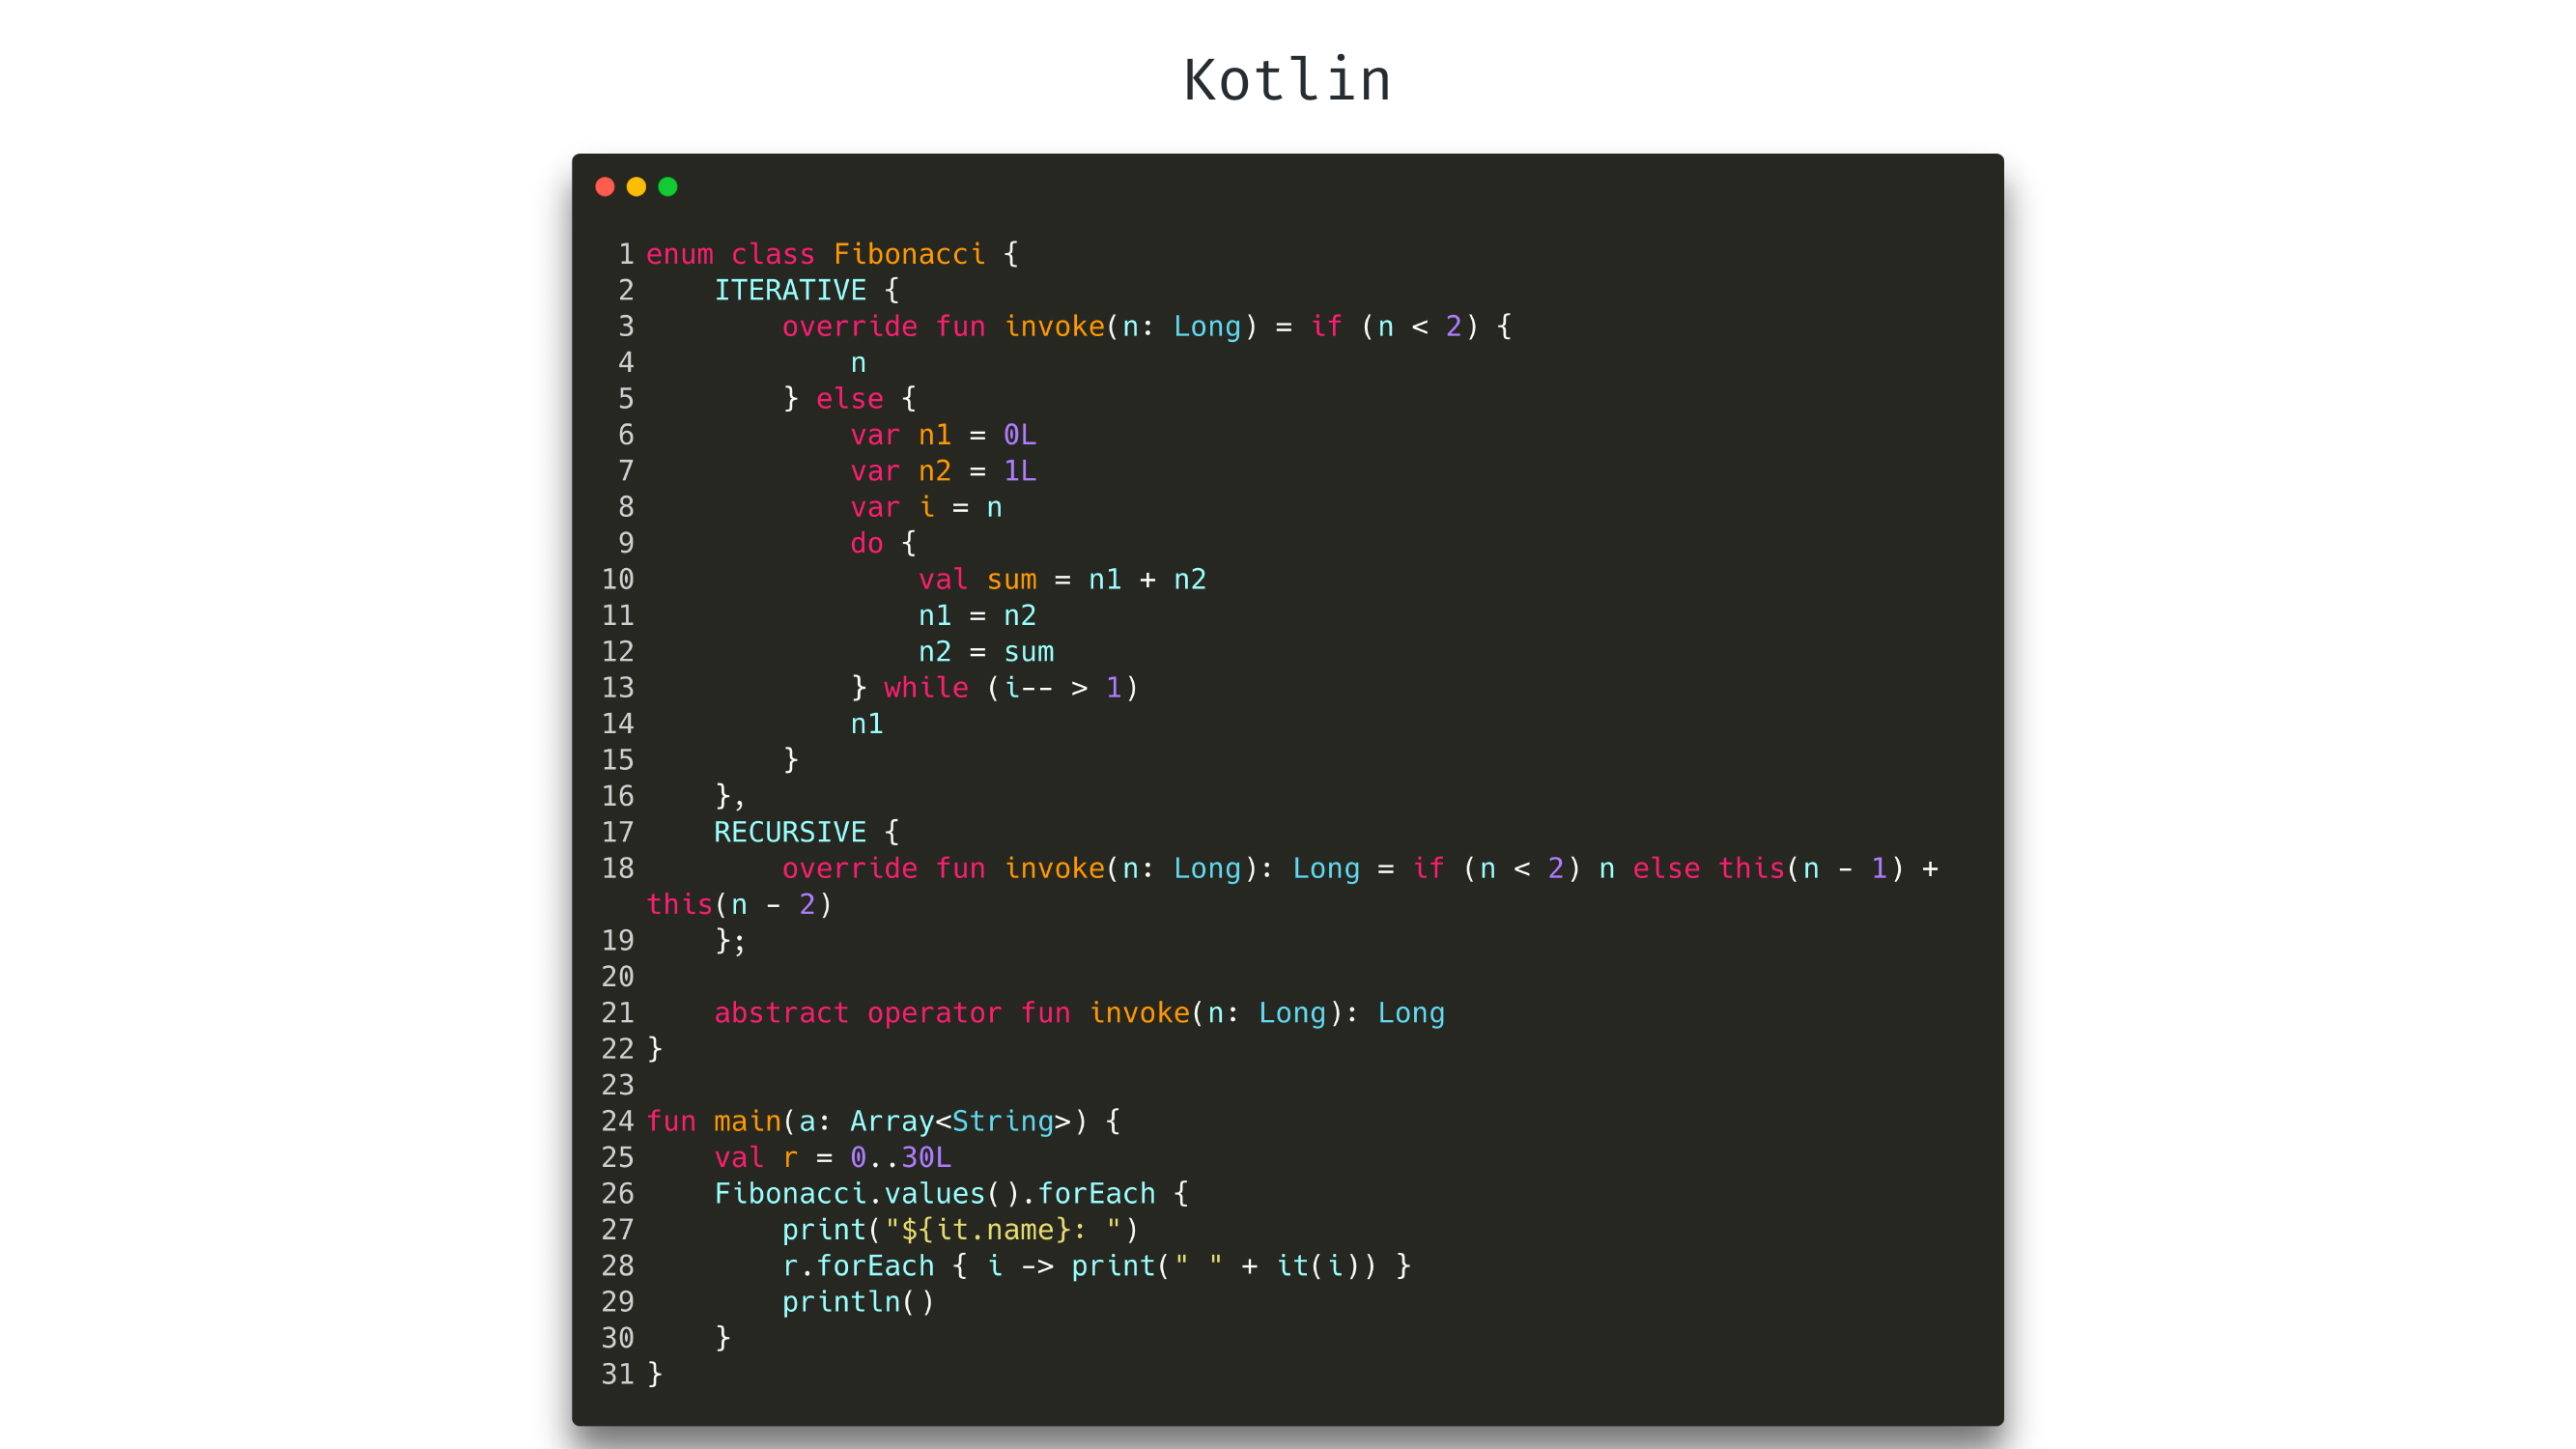 Kotlin
1 enum class Fibonacci {
2     ITERATIVE {
3         override fun invoke(n: Long) = if (n < 2) {
4             n
5         } else {
6             var n1 = 0L
7             var n2 = 1L
8             var i = n
9             do {
10                 val sum = n1 + n2
11                 n1 = n2
12                 n2 = sum
13             } while (i-- > 1)
14             n1
15         }
16     },
17     RECURSIVE {
18         override fun invoke(n: Long): Long = if (n < 2) n else this(n - 1) +
this(n - 2)
19     };
20
21     abstract operator fun invoke(n: Long): Long
22 }
23
24 fun main(a: Array<String>) {
25     val r = 0..30L
26     Fibonacci.values().forEach {
27         print("${it.name}: ")
28         r.forEach { i -> print(" " + it(i)) }
29         println()
30     }
31 }